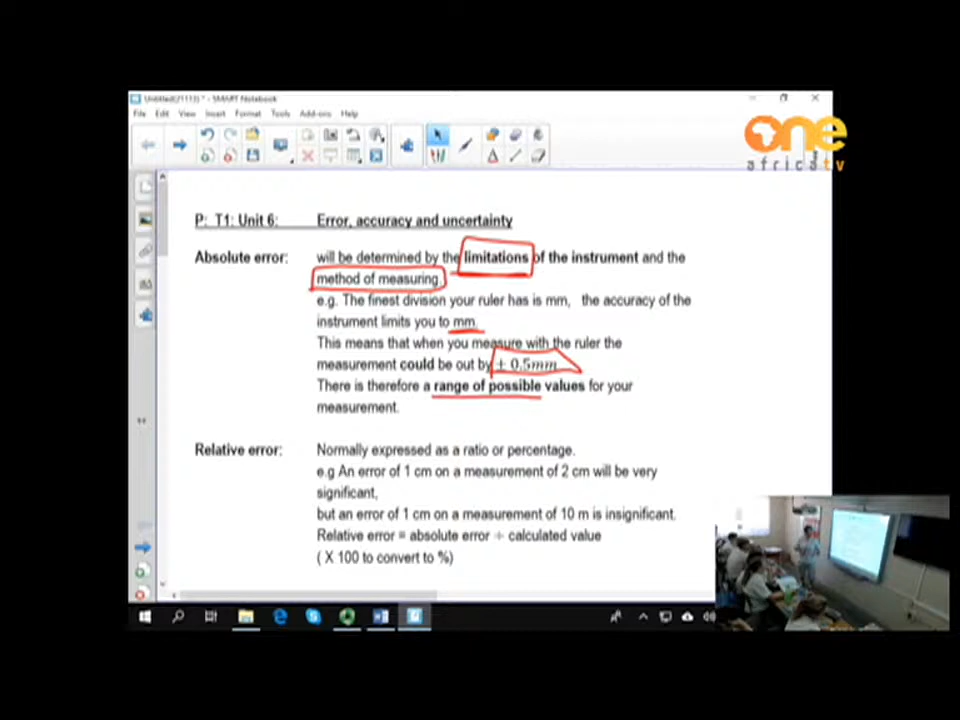 Untitled(1113) * - SMART Notebook
File Edit View Insert Format Tools Add-ons Help
one
africa tv
P: T1: Unit 6: Error, accuracy and uncertainty
Absolute error: will be determined by the limitations of the instrument and the
method of measuring.
e.g. The finest division your ruler has is mm, the accuracy of the
instrument limits you to mm.
This means that when you measure with the ruler the
measurement could be out by ± 0.5mm
There is therefore a range of possible values for your
measurement.
Relative error: Normally expressed as a ratio or percentage.
e.g An error of 1 cm on a measurement of 2 cm will be very
significant,
but an error of 1 cm on a measurement of 10 m is insignificant.
Relative error = absolute error ÷ calculated value
( X 100 to convert to %)